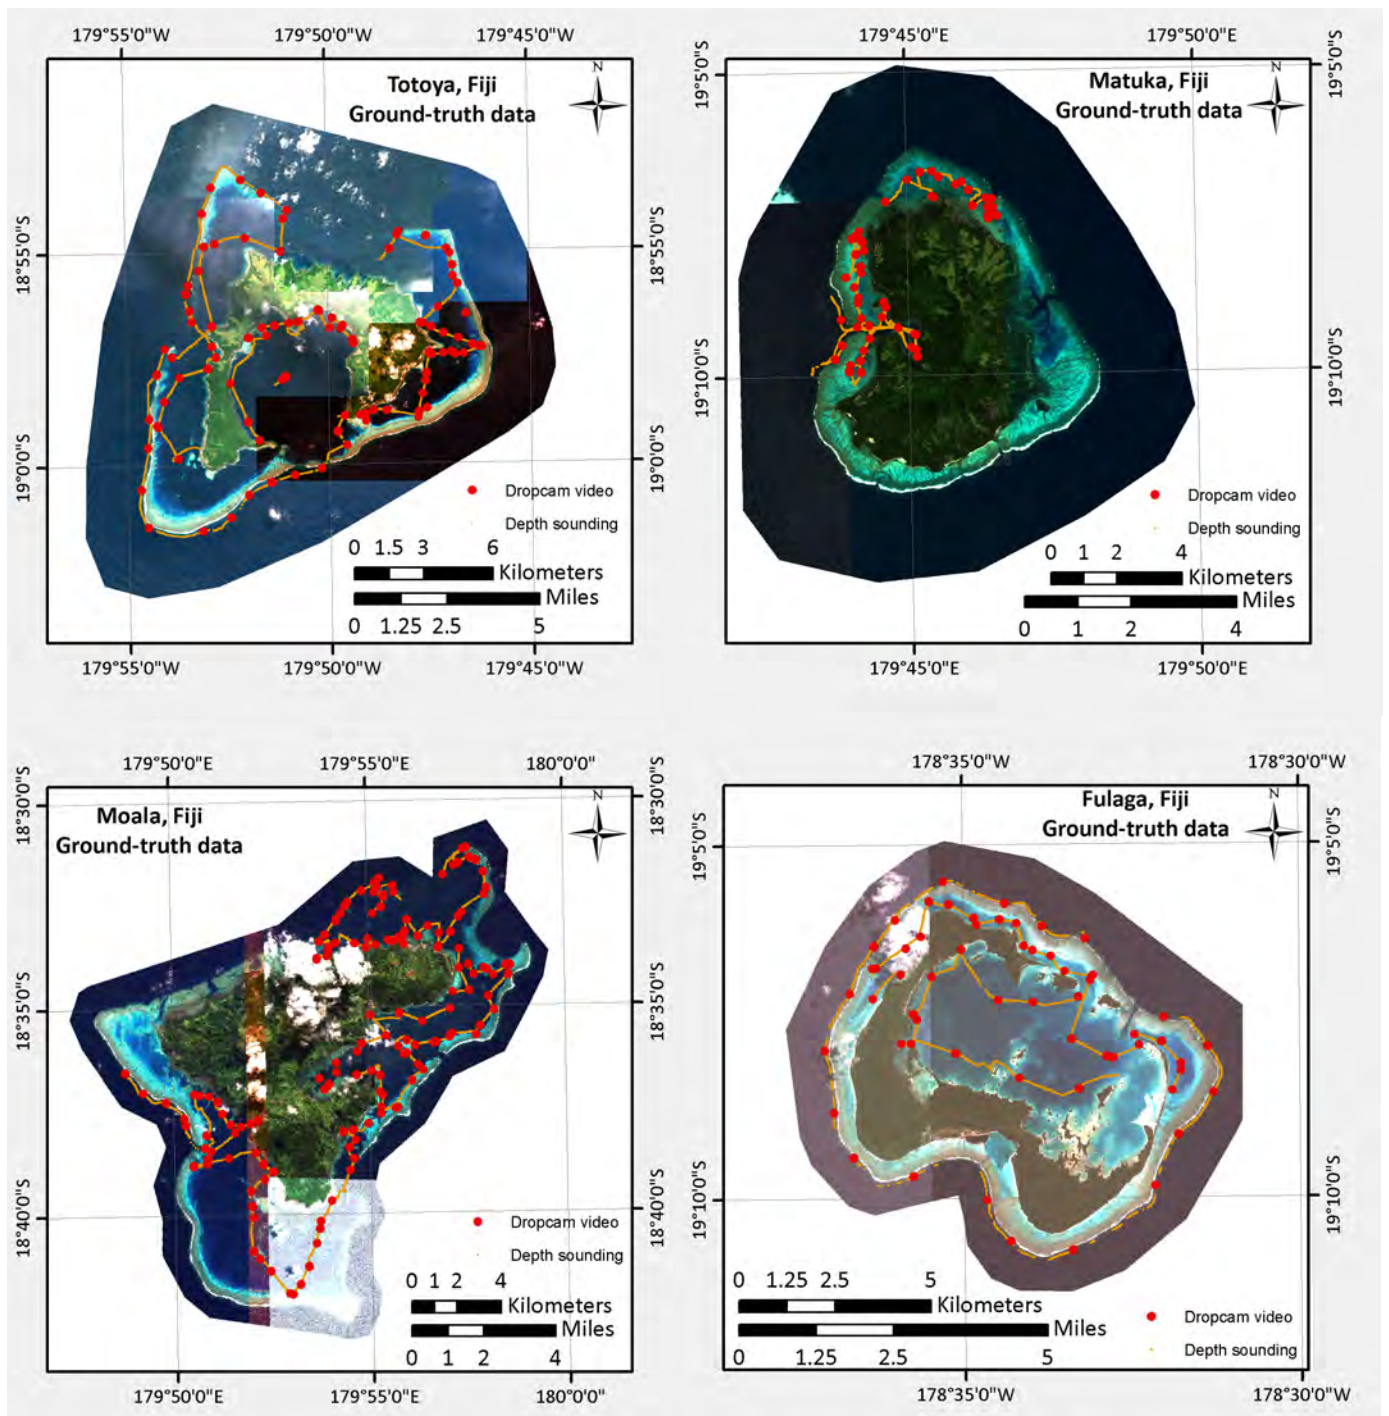 179°55'0"W 179°50'0"W 179°45'0"W
Totoya, Fiji
Ground-truth data
N
18°55'0"S
18°55'0"S
19°0'0"S
19°0'0"S
Dropcam video
Depth sounding
0 1.5 3 6
Kilometers
Miles
0 1.25 2.5 5
179°55'0"W 179°50'0"W 179°45'0"W
179°45'0"E 179°50'0"E
Matuka, Fiji
Ground-truth data
N
19°5'0"S
19°5'0"S
19°10'0"S
19°10'0"S
Dropcam video
Depth sounding
0 1 2 4
Kilometers
Miles
0 1 2 4
179°45'0"E 179°50'0"E
179°50'0"E 179°55'0"E 180°0'0"
Moala, Fiji
Ground-truth data
N
18°30'0"S
18°30'0"S
18°35'0"S
18°35'0"S
18°40'0"S
18°40'0"S
Dropcam video
Depth sounding
0 1 2 4
Kilometers
Miles
0 1 2 4
179°50'0"E 179°55'0"E 180°0'0"
178°35'0"W 178°30'0"W
Fulaga, Fiji
Ground-truth data
N
19°5'0"S
19°5'0"S
19°10'0"S
19°10'0"S
0 1.25 2.5 5
Kilometers
Miles
0 1.25 2.5 5
Dropcam video
Depth sounding
178°35'0"W 178°30'0"W